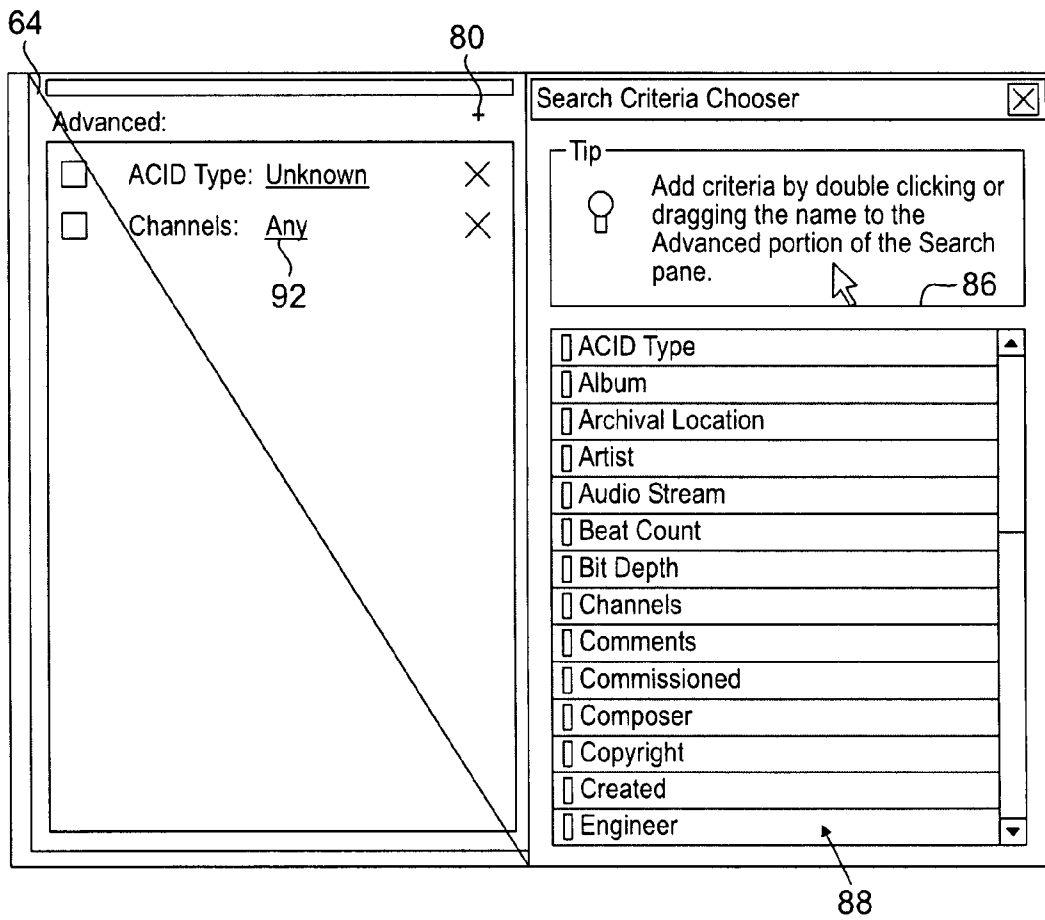 64
80
Advanced:
+
ACID Type: Unknown
Channels: Any
92
Search Criteria Chooser
Tip
Add criteria by double clicking or
dragging the name to the
Advanced portion of the Search
pane.
86
ACID Type
Album
Archival Location
Artist
Audio Stream
Beat Count
Bit Depth
Channels
Comments
Commissioned
Composer
Copyright
Created
Engineer
88